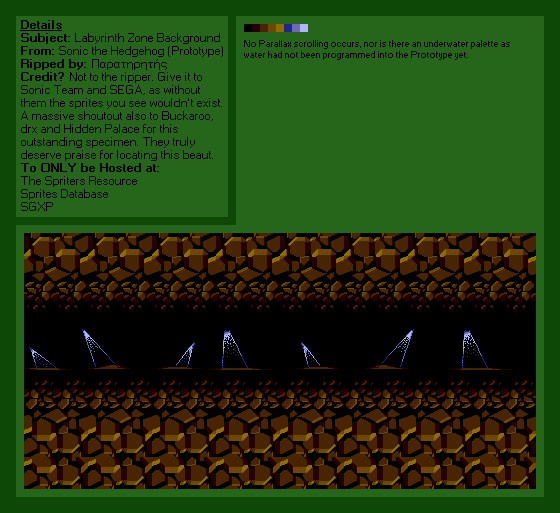 Details
Subject: Labyrinth Zone Background
From: Sonic the Hedgehog (Prototype)
Ripped by: Παρατηρητής
Credit? Not to the ripper. Give it to
Sonic Team and SEGA, as without
them the sprites you see wouldn't exist.
A massive shoutout also to Buckaroo,
drx and Hidden Palace for this
outstanding specimen. They truly
deserve praise for locating this beaut.
To ONLY be Hosted at:
The Spriters Resource
Sprites Database
SGXP
No Parallax scrolling occurs, nor is there an underwater palette as
water had not been programmed into the Prototype yet.